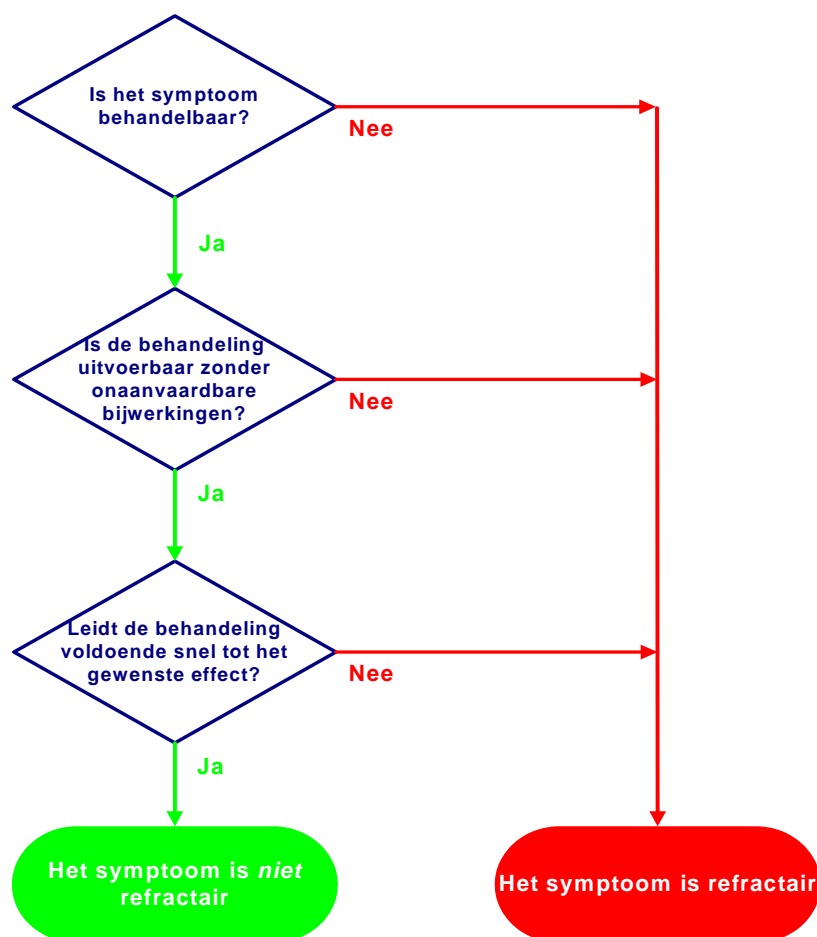 Is het symptoom
behandelbaar?
Nee
Ja
Is de behandeling
uitvoerbaar zonder
onaanvaardbare
bijwerkingen?
Nee
Ja
Leidt de behandeling
voldoende snel tot het
gewenste effect?
Nee
Ja
Het symptoom is niet
refractair
Het symptoom is refractair